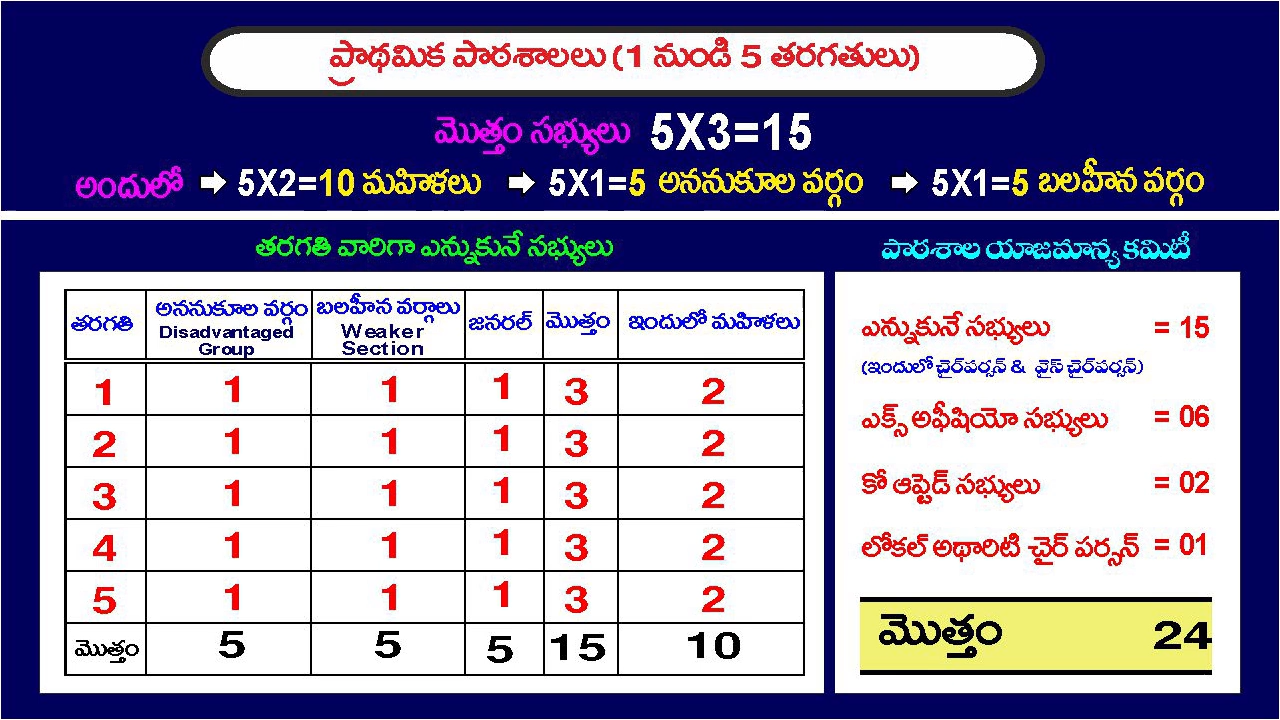 ప్రాథమిక పాఠశాలలు (1 నుండి 5 తరగతులు)
మొత్తం సభ్యులు 5X3=15
అందులో ➡ 5X2=10 మహిళలు ➡ 5X1=5 అననుకూల వర్గం ➡ 5X1=5 బలహీన వర్గం
తరగతి వారిగా ఎన్నుకునే సభ్యులు
తరగతి అననుకూల వర్గం Disadvantaged Group బలహీన వర్గాలు Weaker Section జనరల్ మొత్తం ఇందులో మహిళలు
1 1 1 1 3 2
2 1 1 1 3 2
3 1 1 1 3 2
4 1 1 1 3 2
5 1 1 1 3 2
మొత్తం 5 5 5 15 10
పాఠశాల యాజమాన్య కమిటీ
ఎన్నుకునే సభ్యులు = 15
(ఇందులో చైర్‌పర్సన్ & వైస్ చైర్‌పర్సన్)
ఎక్స్ అఫీషియో సభ్యులు = 06
కో ఆప్టెడ్ సభ్యులు = 02
లోకల్ అథారిటి చైర్ పర్సన్ = 01
మొత్తం 24